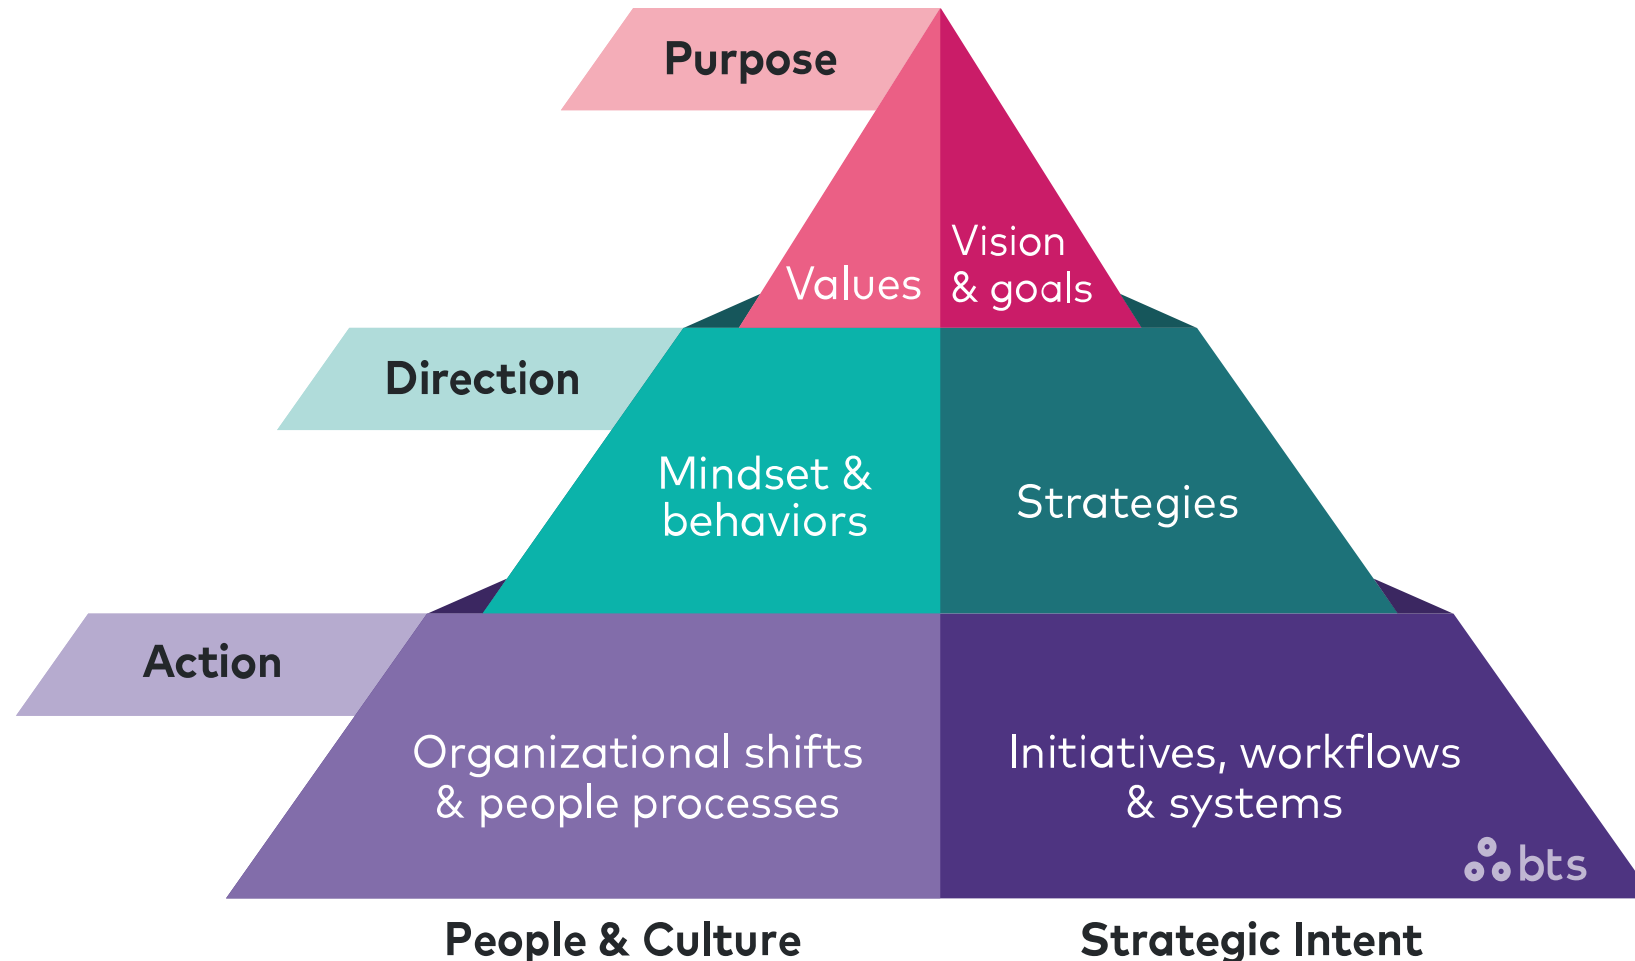 Purpose
Values
Vision
& goals
Direction
Mindset &
behaviors
Strategies
Action
Organizational shifts
& people processes
Initiatives, workflows
& systems
bts
People & Culture
Strategic Intent